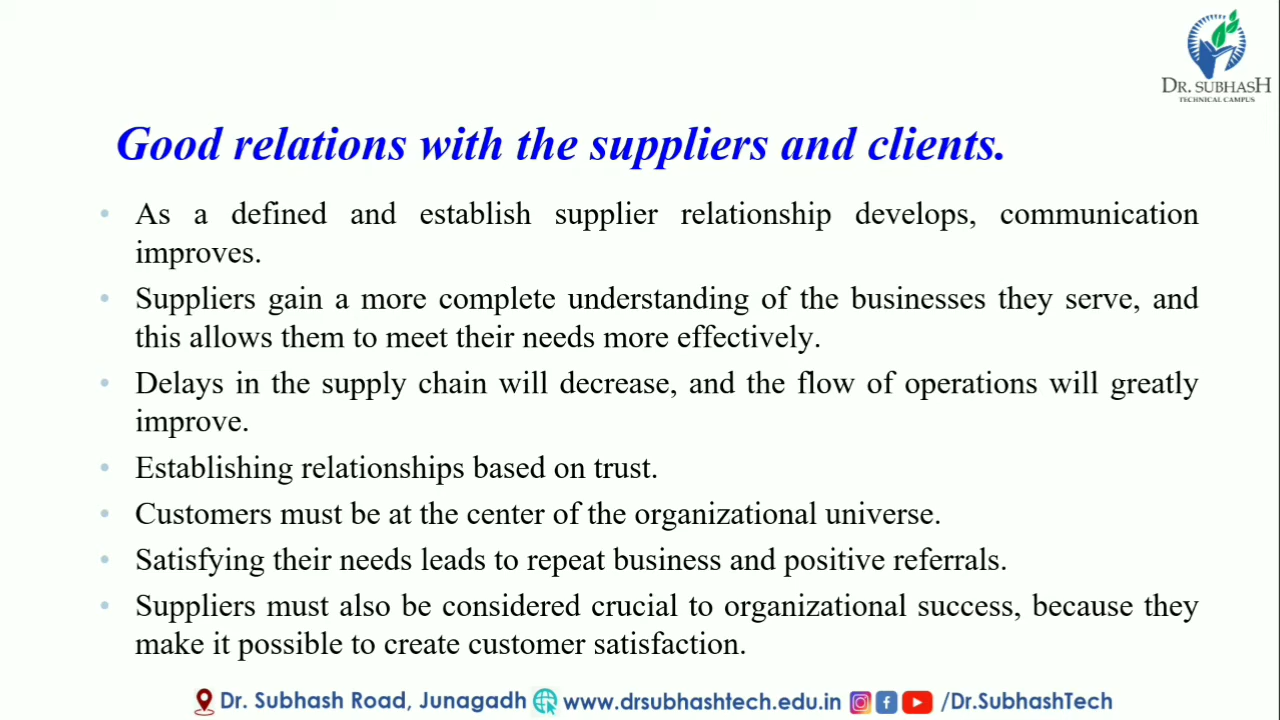 DR. SUBHASH
TECHNICAL CAMPUS
Good relations with the suppliers and clients.
• As a defined and establish supplier relationship develops, communication
improves.
• Suppliers gain a more complete understanding of the businesses they serve, and
this allows them to meet their needs more effectively.
• Delays in the supply chain will decrease, and the flow of operations will greatly
improve.
• Establishing relationships based on trust.
• Customers must be at the center of the organizational universe.
• Satisfying their needs leads to repeat business and positive referrals.
• Suppliers must also be considered crucial to organizational success, because they
make it possible to create customer satisfaction.
Dr. Subhash Road, Junagadh www.drsubhashtech.edu.in /Dr.SubhashTech